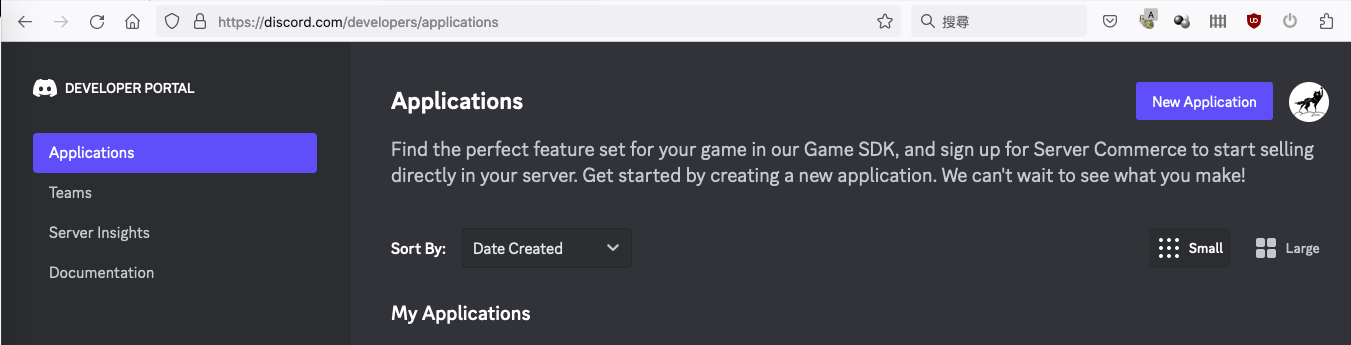 https://discord.com/developers/applications
搜尋
A
DEVELOPER PORTAL
Applications
Teams
Server Insights
Documentation
Applications
New Application
Find the perfect feature set for your game in our Game SDK, and sign up for Server Commerce to start selling
directly in your server. Get started by creating a new application. We can't wait to see what you make!
Sort By:
Date Created
Small
Large
My Applications